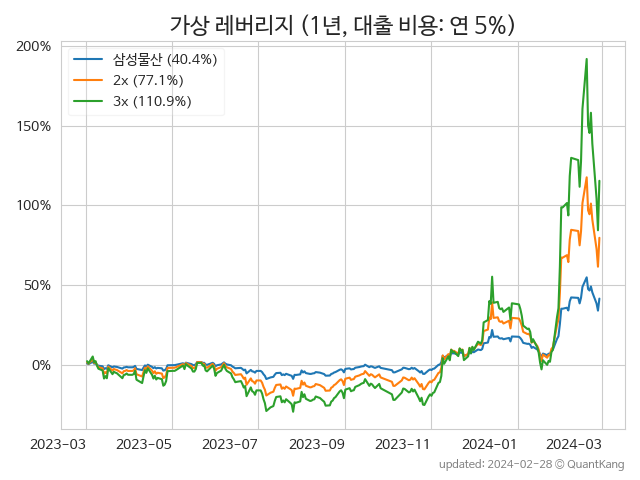 가상 레버리지 (1년, 대출 비용: 연 5%)
200%
150%
100%
50%
0%
삼성물산 (40.4%)
2x (77.1%)
3x (110.9%)
2023-03
2023-05
2023-07
2023-09
2023-11
2024-01
2024-03
updated: 2024-02-28 © QuantKang